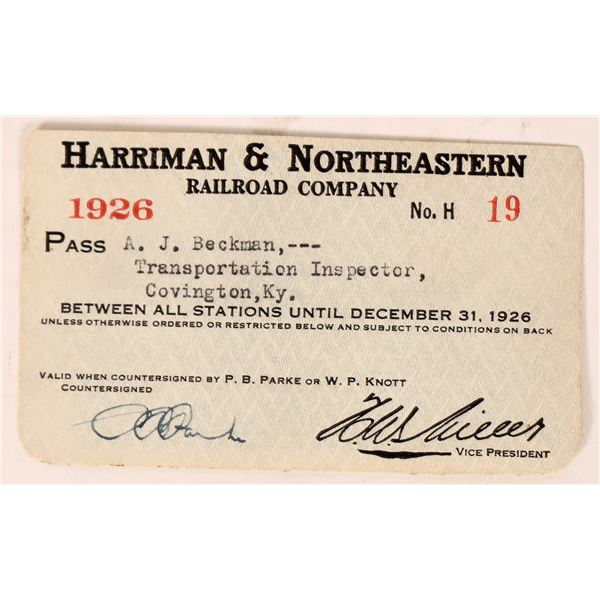 HARRIMAN & NORTHEASTERN
RAILROAD COMPANY
1926 No. H 19
PASS A. J. Beckman,---
Transportation Inspector,
Covington,Ky.
BETWEEN ALL STATIONS UNTIL DECEMBER 31, 1926
UNLESS OTHERWISE ORDERED OR RESTRICTED BELOW AND SUBJECT TO CONDITIONS ON BACK
VALID WHEN COUNTERSIGNED BY P. B. PARKE OR W. P. KNOTT
COUNTERSIGNED
VICE PRESIDENT